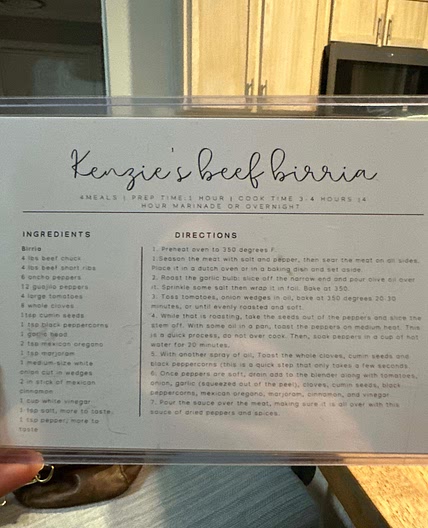 Kenzie's beef birria
4MEALS | PREP TIME:1 HOUR | COOK TIME 3-4 HOURS |4
HOUR MARINADE OR OVERNIGHT
INGREDIENTS
Birria
4 lbs beef chuck
4 lbs beef short ribs
6 ancho peppers
12 guajillo peppers
4 large tomatoes
8 whole cloves
1tsp cumin seeds
1 tsp black peppercorns
1 garlic head
2 tsp mexican oregano
1 tsp marjoram
1 medium-size white
onion cut in wedges
2 in stick of mexican
cinnamon
1 cup white vinegar
1 tsp salt, more to taste
1 tsp pepper, more to
taste
DIRECTIONS
1. Preheat oven to 350 degrees F.
1.Season the meat with salt and pepper, then sear the meat on all sides.
Place it in a dutch oven or in a baking dish and set aside.
2. Roast the garlic bulb: slice off the narrow end and pour olive oil over
it. Sprinkle some salt then wrap it in foil. Bake at 350.
3. Toss tomatoes, onion wedges in oil, bake at 350 degrees 20-30
minutes, or until evenly roasted and soft.
4. While that is roasting, take the seeds out of the peppers and slice the
stem off. With some oil in a pan, toast the peppers on medium heat. This
is a quick process, do not over cook. Then, soak peppers in a cup of hot
water for 20 minutes.
5. With another spray of oil, Toast the whole cloves, cumin seeds and
black peppercorns (this is a quick step that only takes a few seconds.
6. Once peppers are soft, drain add to the blender along with tomatoes,
onion, garlic (squeezed out of the peel), cloves, cumin seeds, black
peppercorns, mexican oregano, marjoram, cinnamon, and vinegar
7. Pour the sauce over the meat, making sure it is all over with this
sauce of dried peppers and spices.